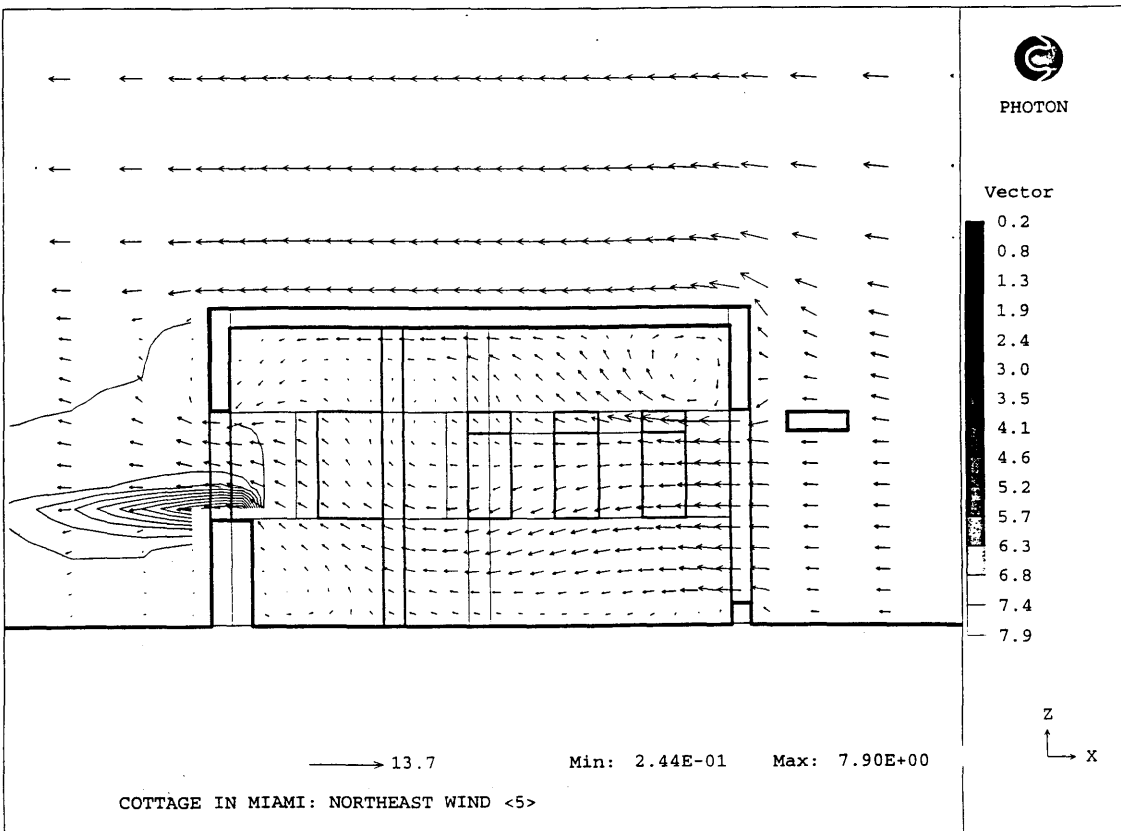 PHOTON
Vector
0.2
0.8
1.3
1.9
2.4
3.0
3.5
4.1
4.6
5.2
5.7
6.3
6.8
7.4
7.9
Z
X
13.7
Min: 2.44E-01 Max: 7.90E+00
COTTAGE IN MIAMI: NORTHEAST WIND <5>